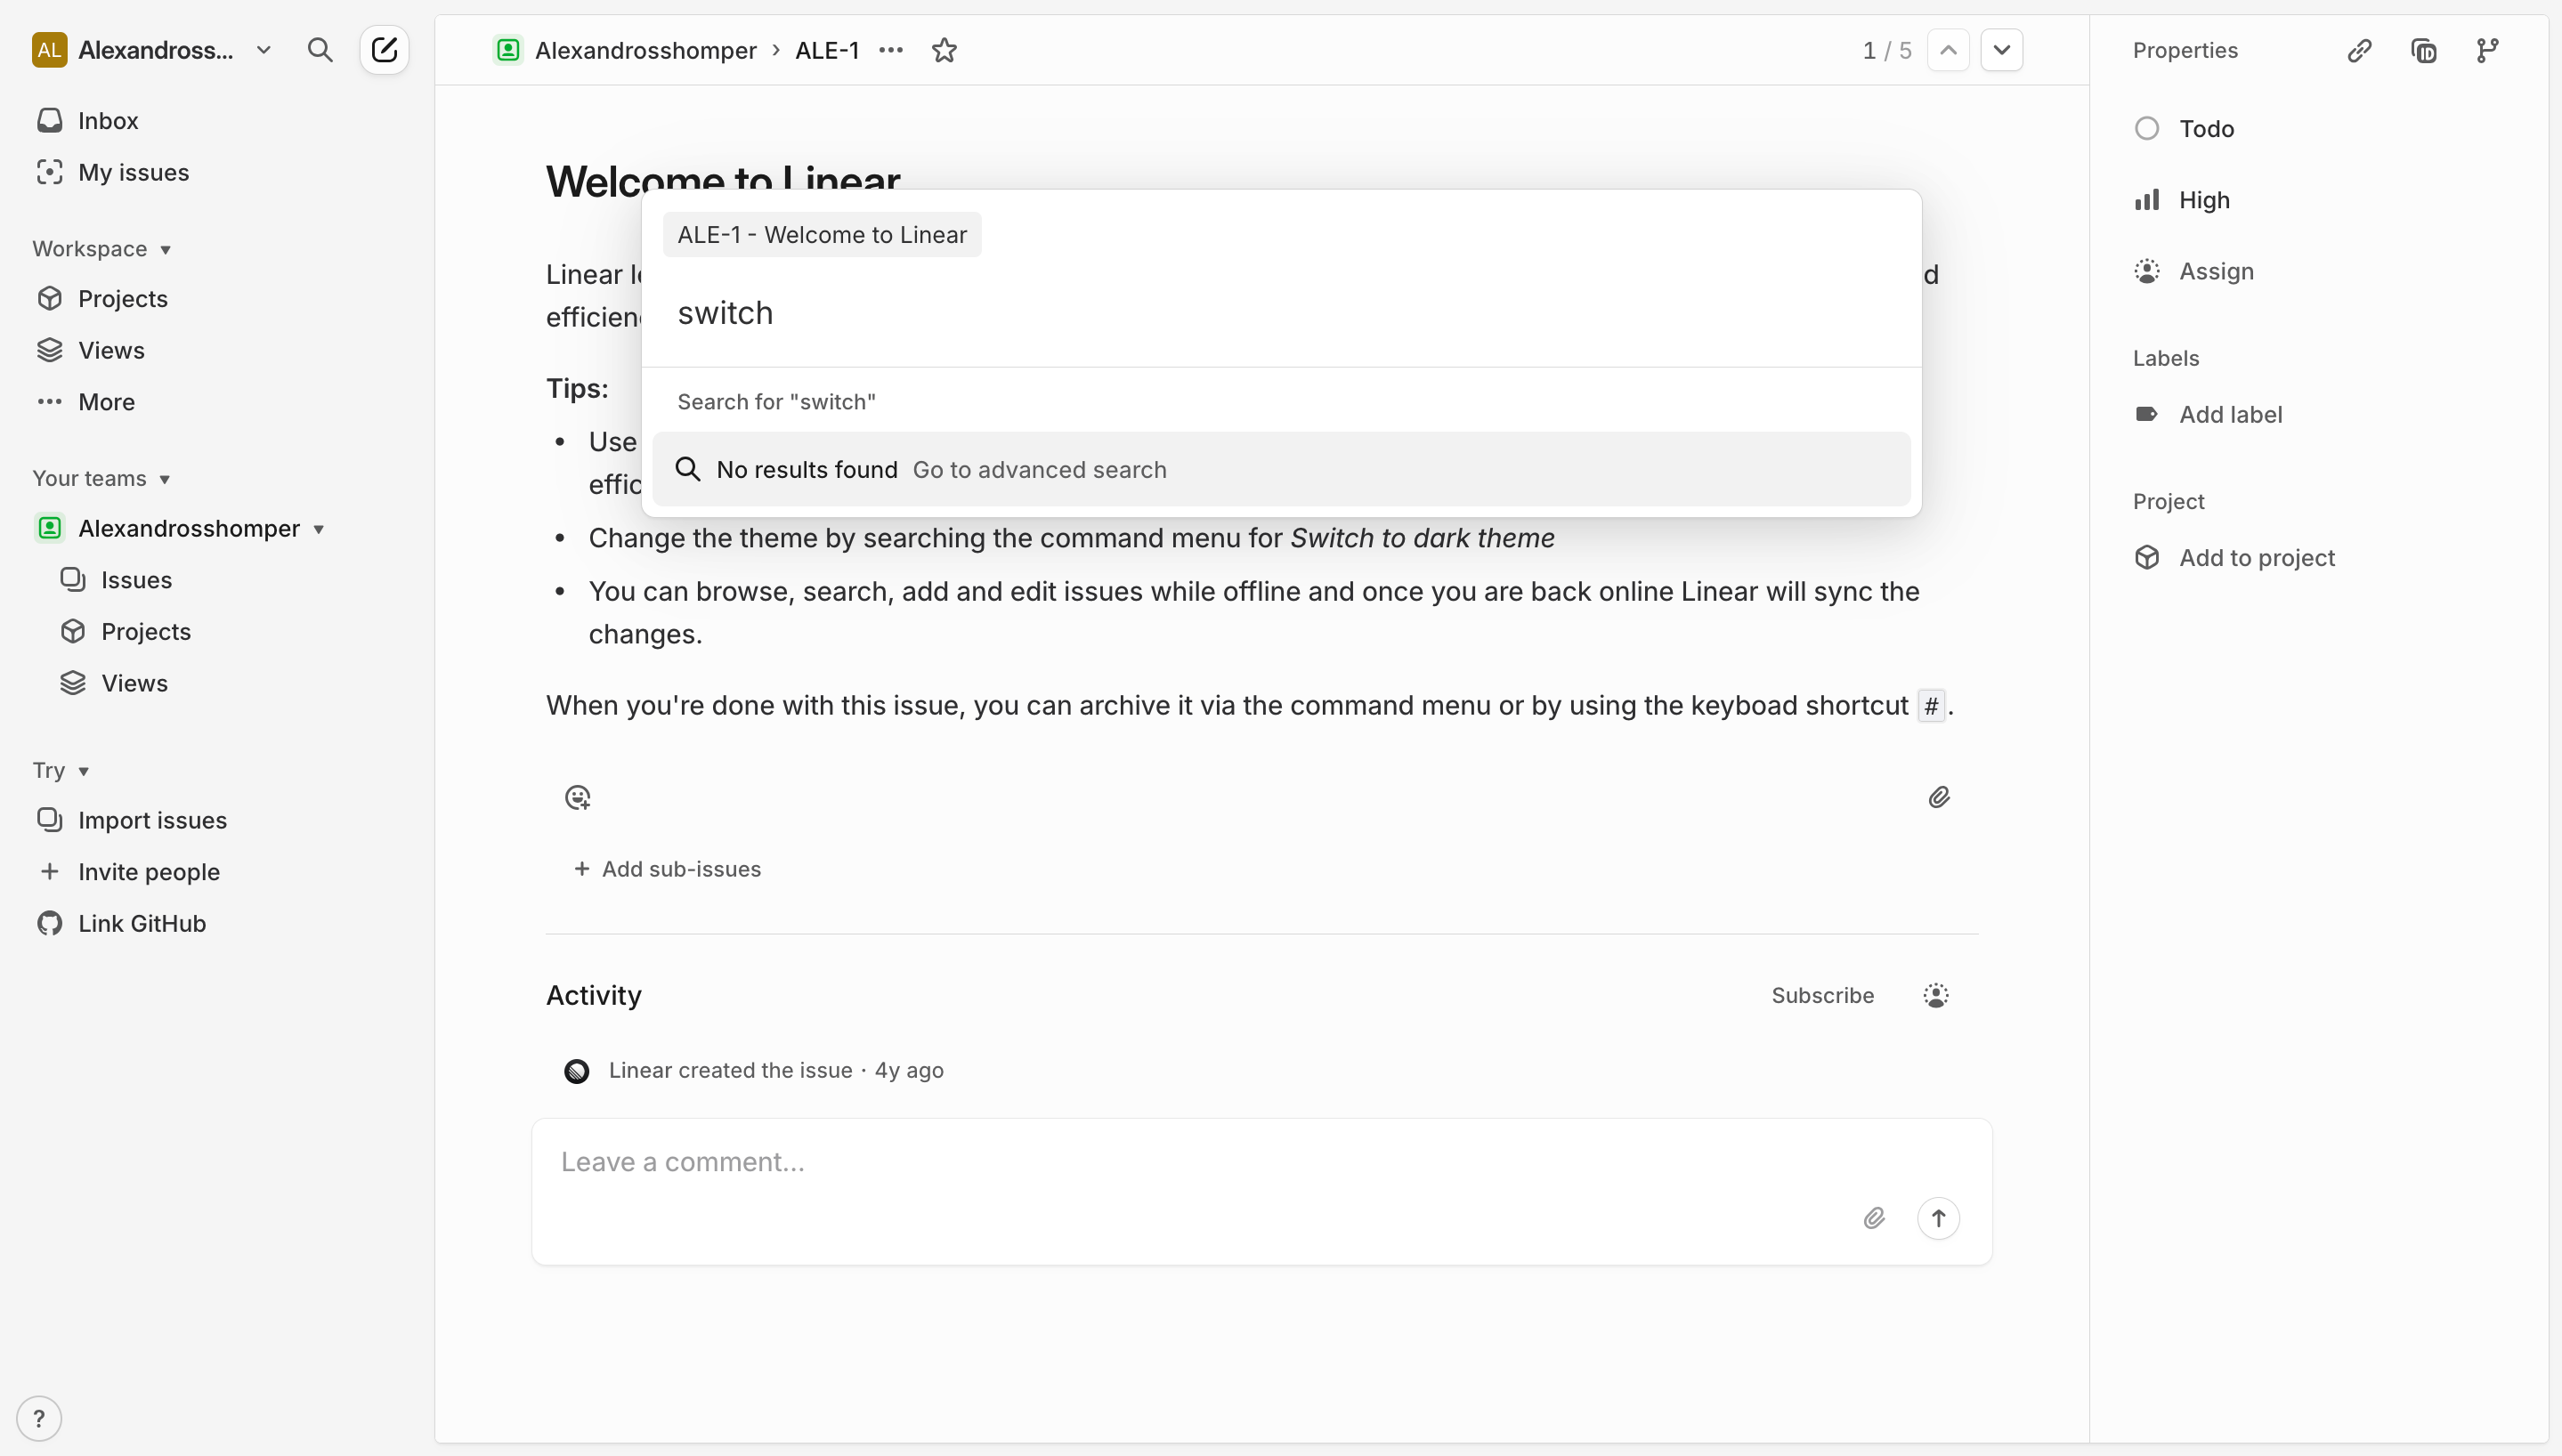 AL Alexandross...
Inbox
My issues
Workspace
Projects
Views
More
Your teams
Alexandrosshomper
Issues
Projects
Views
Try
Import issues
Invite people
Link GitHub
?
Alexandrosshomper › ALE-1
1 / 5
Welcome to Linear
ALE-1 - Welcome to Linear
switch
Search for "switch"
No results found Go to advanced search
Linear
d
Tips:
• Use
• Change the theme by searching the command menu for Switch to dark theme
• You can browse, search, add and edit issues while offline and once you are back online Linear will sync the
changes.
When you're done with this issue, you can archive it via the command menu or by using the keyboad shortcut # .
Add sub-issues
Activity
Subscribe
Linear created the issue · 4y ago
Leave a comment...
Properties
Todo
High
Assign
Labels
Add label
Project
Add to project